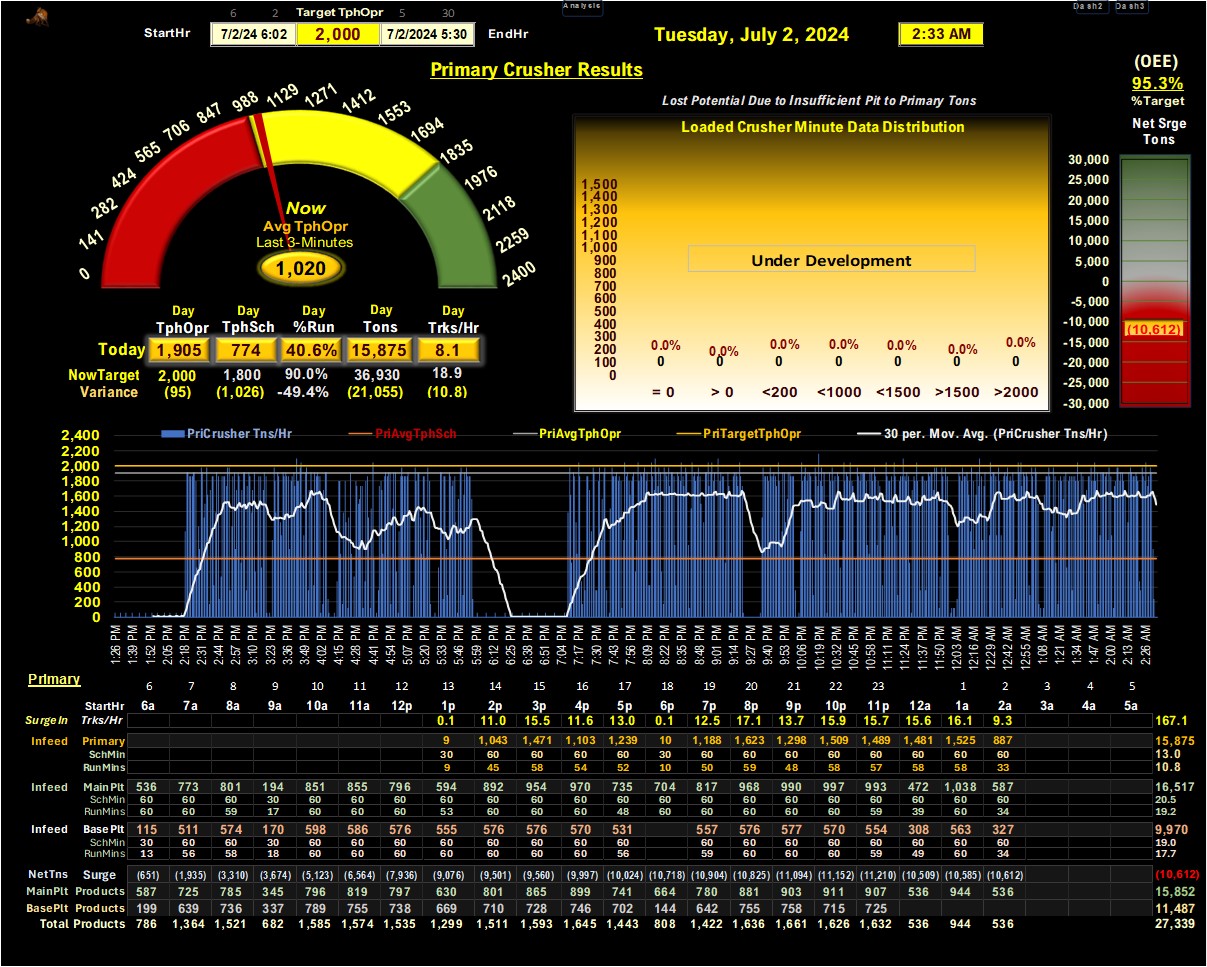 Analysis
Dash2 Dash3
6 2 Target TphOpr 5 30
StartHr 7/2/24 6:02 2,000 7/2/2024 5:30 EndHr
Tuesday, July 2, 2024
2:33 AM
Primary Crusher Results
(OEE)
95.3%
%Target
Net Srge
Tons
30,000
25,000
20,000
15,000
10,000
5,000
0
-5,000
-10,000
(10,612)
-15,000
-20,000
-25,000
-30,000
0 141 282 424 565 706 847 988 1129 1271 1412 1553 1694 1835 1976 2118 2259 2400
Now
Avg TphOpr
Last 3-Minutes
1,020
Lost Potential Due to Insufficient Pit to Primary Tons
Loaded Crusher Minute Data Distribution
1,500
1,400
1,300
1,200
1,100
1,000
900
800
700
600
500
400
300
200
100
0
Under Development
0.0% 0.0% 0.0% 0.0% 0.0% 0.0% 0.0%
0 0 0 0 0 0 0
= 0 > 0 <200 <1000 <1500 >1500 >2000
Day Day Day Day Day
TphOpr TphSch %Run Tons Trks/Hr
Today 1,905 774 40.6% 15,875 8.1
NowTarget 2,000 1,800 90.0% 36,930 18.9
Variance (95) (1,026) -49.4% (21,055) (10.8)
PriCrusher Tns/Hr PriAvgTphSch PriAvgTphOpr PriTargetTphOpr 30 per. Mov. Avg. (PriCrusher Tns/Hr)
2,400
2,200
2,000
1,800
1,600
1,400
1,200
1,000
800
600
400
200
0
1:26 PM 1:39 PM 1:52 PM 2:05 PM 2:18 PM 2:31 PM 2:44 PM 2:57 PM 3:10 PM 3:23 PM 3:36 PM 3:49 PM 4:02 PM 4:15 PM 4:28 PM 4:41 PM 4:54 PM 5:07 PM 5:20 PM 5:33 PM 5:46 PM 5:59 PM 6:12 PM 6:25 PM 6:38 PM 6:51 PM 7:04 PM 7:17 PM 7:30 PM 7:43 PM 7:56 PM 8:09 PM 8:22 PM 8:35 PM 8:48 PM 9:01 PM 9:14 PM 9:27 PM 9:40 PM 9:53 PM 10:06 PM 10:19 PM 10:32 PM 10:45 PM 10:58 PM 11:11 PM 11:24 PM 11:37 PM 11:50 PM 12:03 AM 12:16 AM 12:29 AM 12:42 AM 12:55 AM 1:08 AM 1:21 AM 1:34 AM 1:47 AM 2:00 AM 2:13 AM 2:26 AM
Primary
6 7 8 9 10 11 12 13 14 15 16 17 18 19 20 21 22 23 1 2 3 4 5
StartHr 6a 7a 8a 9a 10a 11a 12p 1p 2p 3p 4p 5p 6p 7p 8p 9p 10p 11p 12a 1a 2a 3a 4a 5a
SurgeIn Trks/Hr 0.1 11.0 15.5 11.6 13.0 0.1 12.5 17.1 13.7 15.9 15.7 15.6 16.1 9.3 167.1
Infeed Primary 9 1,043 1,471 1,103 1,239 10 1,188 1,623 1,298 1,509 1,489 1,481 1,525 887 15,875
SchMin 30 60 60 60 60 30 60 60 60 60 60 60 60 60 13.0
RunMins 9 45 58 54 52 10 50 59 48 58 57 58 58 33 10.8
Infeed MainPlt 536 773 801 194 851 855 796 594 892 954 970 735 704 817 968 990 997 993 472 1,038 587 16,517
SchMin 60 60 60 30 60 60 60 60 60 60 60 60 60 60 60 60 60 60 60 60 60 20.5
RunMins 60 60 59 17 60 60 60 53 60 60 60 48 60 60 60 60 60 59 39 60 34 19.2
Infeed BasePlt 115 511 574 170 598 586 576 555 576 576 570 531 557 576 577 570 554 308 563 327 9,970
SchMin 30 60 60 30 60 60 60 60 60 60 60 60 60 60 60 60 60 60 60 60 19.0
RunMins 13 56 58 18 60 60 60 60 60 60 60 56 59 60 60 60 59 49 60 34 17.7
NetTns Surge (651) (1,935) (3,310) (3,674) (5,123) (6,564) (7,936) (9,076) (9,501) (9,560) (9,997) (10,024) (10,718) (10,904) (10,825) (11,094) (11,152) (11,210) (10,509) (10,585) (10,612) (10,612)
MainPlt Products 587 725 785 345 796 819 797 630 801 865 899 741 664 780 881 903 911 907 536 944 536 15,852
BasePlt Products 199 639 736 337 789 755 738 669 710 728 746 702 144 642 755 758 715 725 11,487
Total Products 786 1,364 1,521 682 1,585 1,574 1,535 1,299 1,511 1,593 1,645 1,443 808 1,422 1,636 1,661 1,626 1,632 536 944 536 27,339